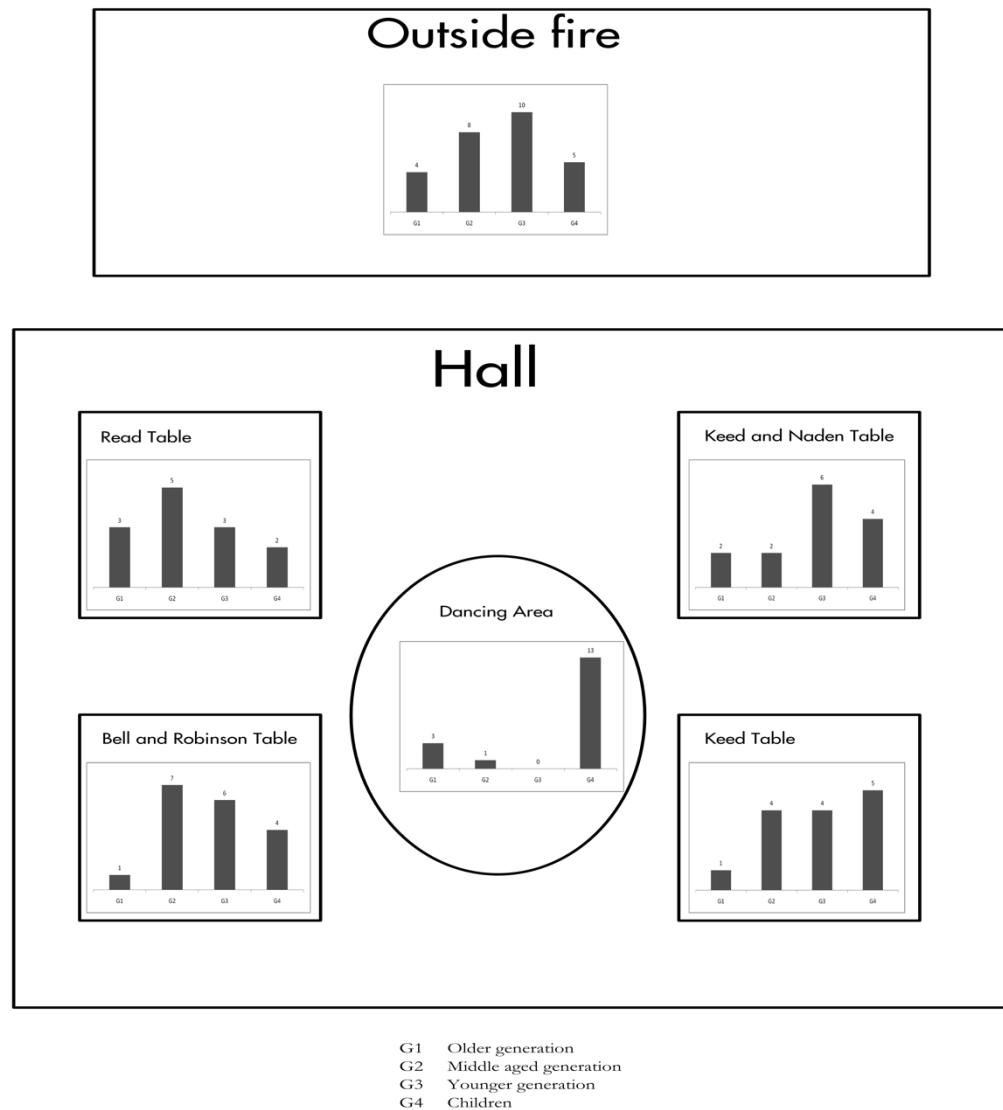 Outside fire
10
8
5
4
G1 G2 G3 G4
Hall
Read Table
5
3 3
2
G1 G2 G3 G4
Keed and Naden Table
6
4
2 2
G1 G2 G3 G4
Dancing Area
13
3
1
0
G1 G2 G3 G4
Bell and Robinson Table
7
6
4
1
G1 G2 G3 G4
Keed Table
5
4 4
1
G1 G2 G3 G4
G1 Older generation
G2 Middle aged generation
G3 Younger generation
G4 Children